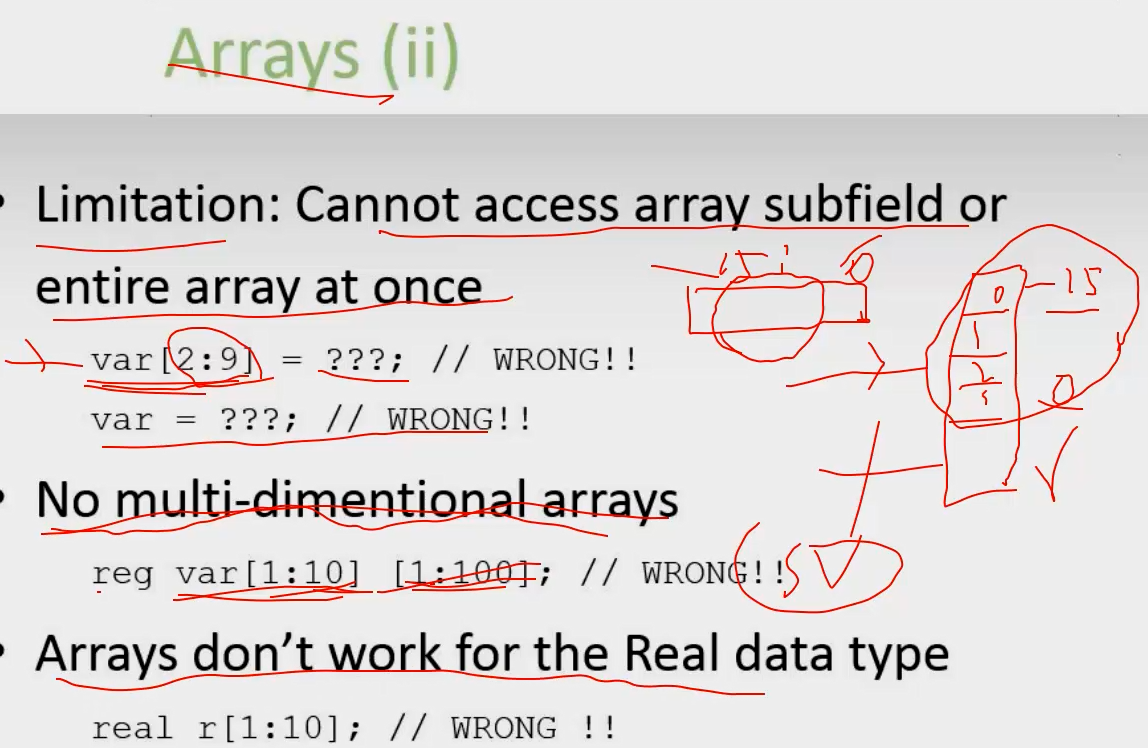 Arrays (ii)
• Limitation: Cannot access array subfield or
entire array at once
15 1 0
0 15
1
2
0
var[2:9] = ???; // WRONG!!
var = ???; // WRONG!!
• No multi-dimentional arrays
reg var[1:10] [1:100]; // WRONG!!
SV
• Arrays don’t work for the Real data type
real r[1:10]; // WRONG !!